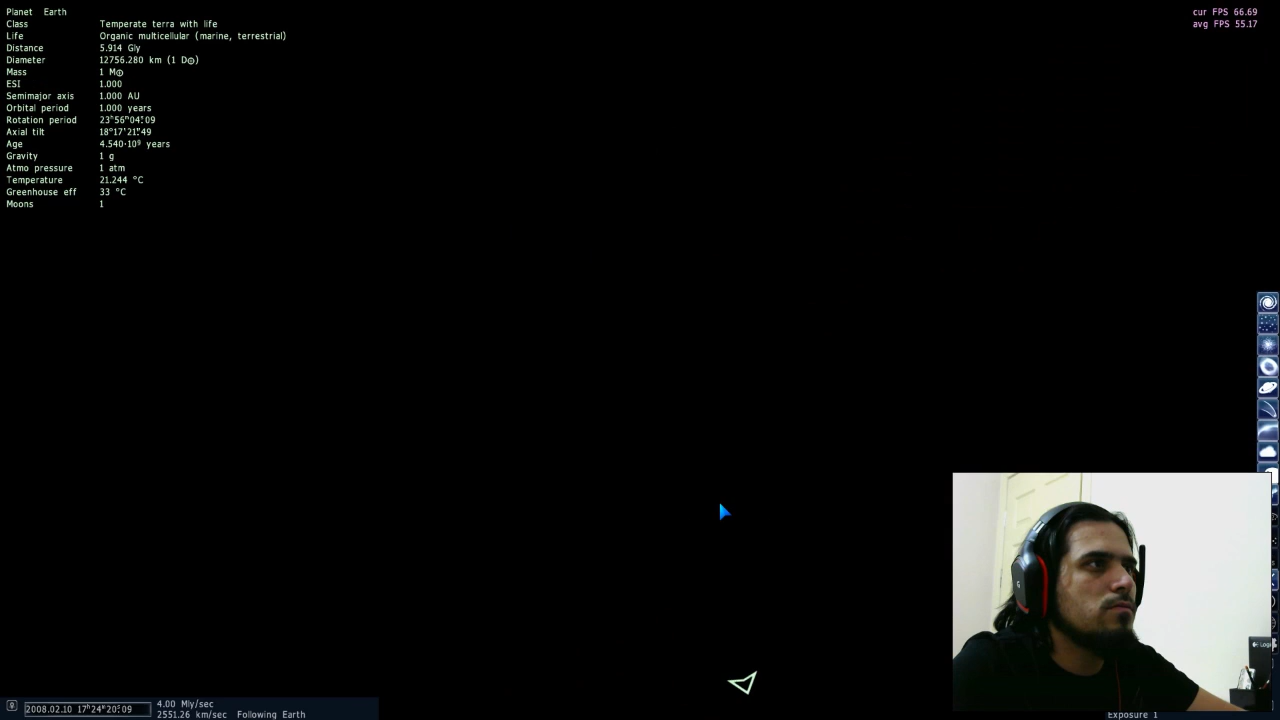 Planet Earth
Class Temperate terra with life
Life Organic multicellular (marine, terrestrial)
Distance 5.914 Gly
Diameter 12756.280 km (1 D⊕)
Mass 1 M⊕
ESI 1.000
Semimajor axis 1.000 AU
Orbital period 1.000 years
Rotation period 23ʰ56ᵐ04ˢ.09
Axial tilt 18°17'21".49
Age 4.540·10⁹ years
Gravity 1 g
Atmo pressure 1 atm
Temperature 21.244 °C
Greenhouse eff 33 °C
Moons 1
cur FPS 66.69
avg FPS 55.17
2008.02.10 17ʰ24ᵐ20ˢ.09
4.00 Mly/sec
2551.26 km/sec Following Earth
Exposure 1